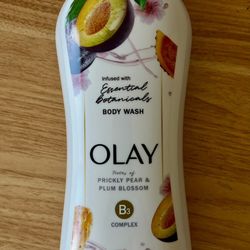 Infused with
Essential
Botanicals
BODY WASH
OLAY
Notes of
PRICKLY PEAR &
PLUM BLOSSOM
B3
COMPLEX